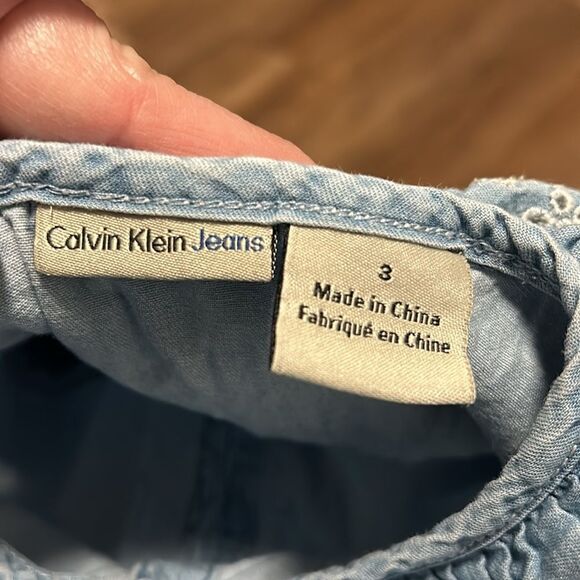 Calvin Klein Jeans
3
Made in China
Fabriqué en Chine